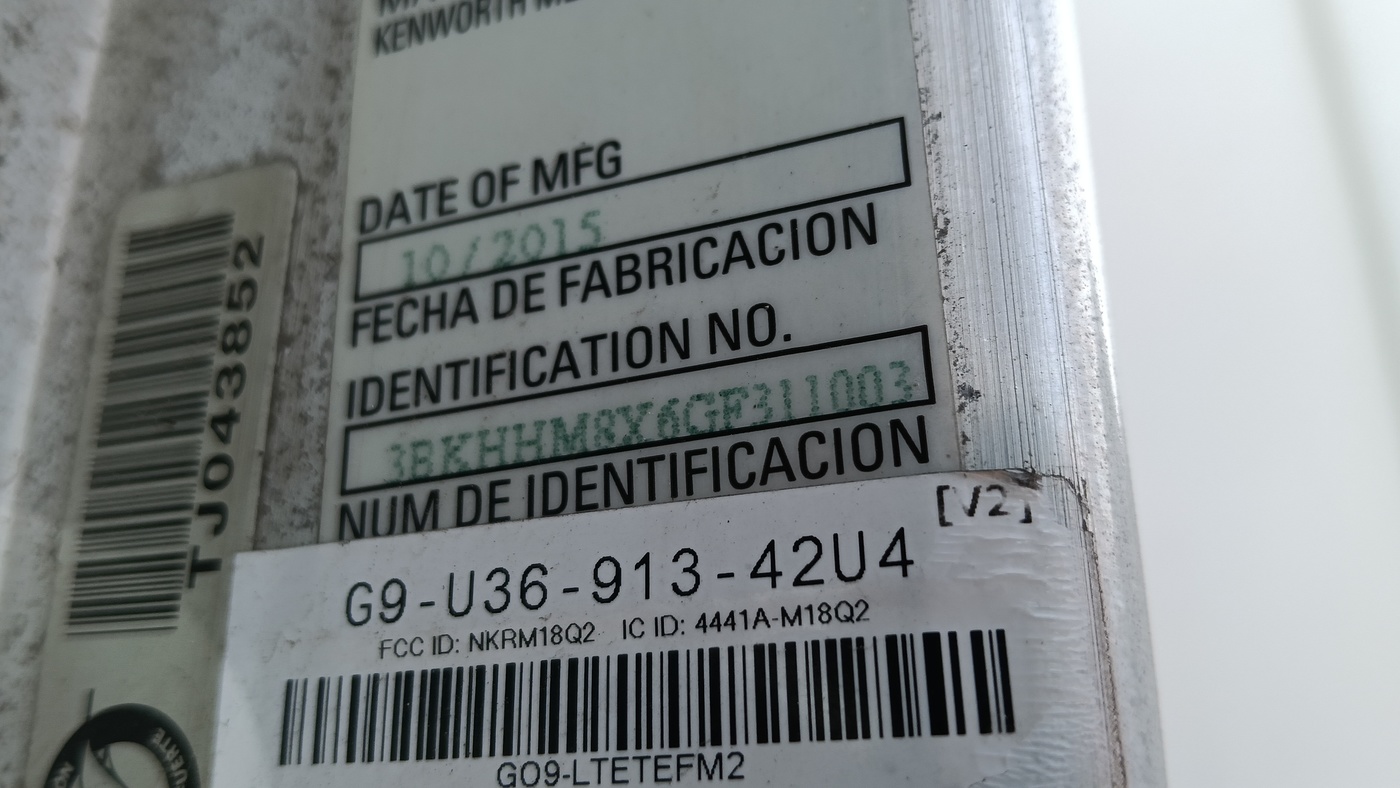 KENWORTH
DATE OF MFG
10/2015
FECHA DE FABRICACION
IDENTIFICATION NO.
3BKHHM8X6GF311003
NUM DE IDENTIFICACION
TJ043852
[V2]
G9-U36-913-42U4
FCC ID: NKRM18Q2 IC ID: 4441A-M18Q2
GO9-LTETEFM2